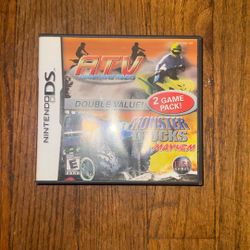 NINTENDO DS
ATV
DOUBLE VALUE!
2 GAME
PACK!
MONSTER
TRUCKS
MAYHEM
E